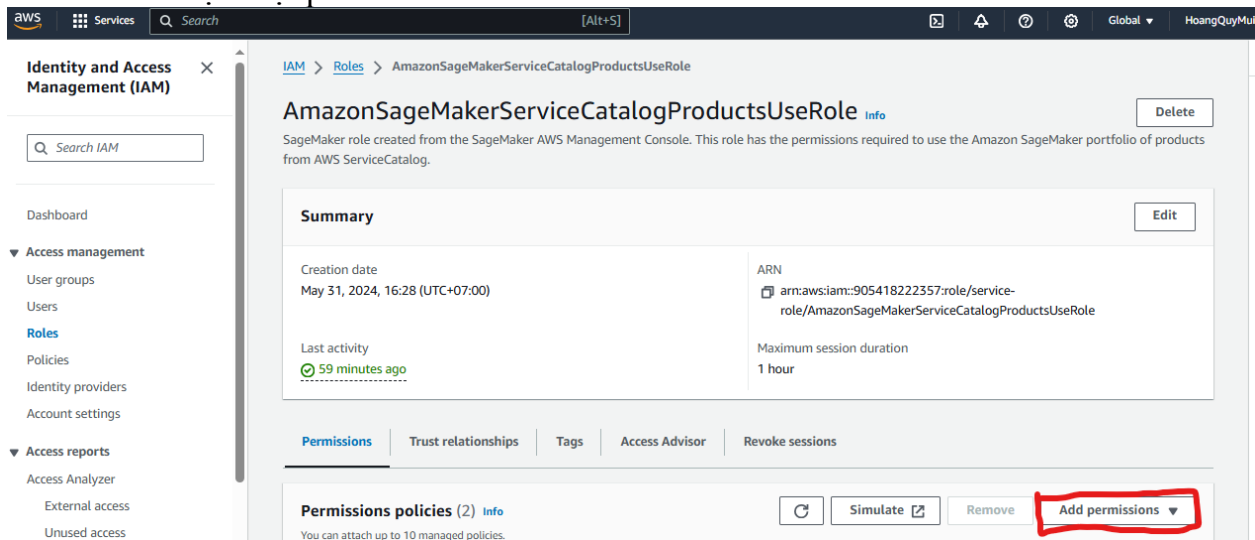 aws
Services
Search
[Alt+S]
Global
HoangQuyMui
Identity and Access
Management (IAM)
Search IAM
Dashboard
Access management
User groups
Users
Roles
Policies
Identity providers
Account settings
Access reports
Access Analyzer
External access
Unused access
IAM > Roles > AmazonSageMakerServiceCatalogProductsUseRole
AmazonSageMakerServiceCatalogProductsUseRole Info
Delete
SageMaker role created from the SageMaker AWS Management Console. This role has the permissions required to use the Amazon SageMaker portfolio of products
from AWS ServiceCatalog.
Summary
Edit
Creation date
May 31, 2024, 16:28 (UTC+07:00)
ARN
arn:aws:iam::905418222357:role/service-
role/AmazonSageMakerServiceCatalogProductsUseRole
Last activity
59 minutes ago
Maximum session duration
1 hour
Permissions
Trust relationships
Tags
Access Advisor
Revoke sessions
Permissions policies (2) Info
Simulate
Remove
Add permissions
You can attach up to 10 managed policies.